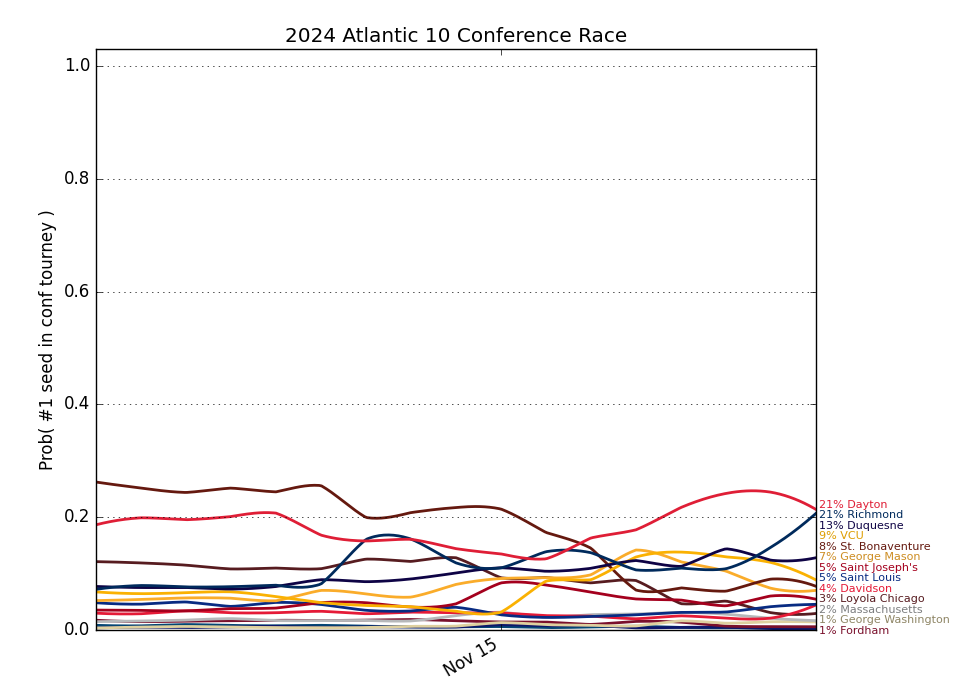 2024 Atlantic 10 Conference Race
Prob( #1 seed in conf tourney )
1.0
0.8
0.6
0.4
0.2
0.0
Nov 15
21% Dayton
21% Richmond
13% Duquesne
9% VCU
8% St. Bonaventure
7% George Mason
5% Saint Joseph's
5% Saint Louis
4% Davidson
3% Loyola Chicago
2% Massachusetts
1% George Washington
1% Fordham